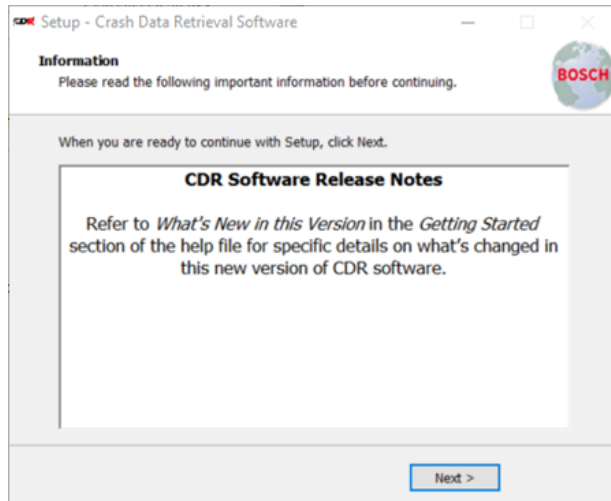 CDR Setup - Crash Data Retrieval Software
Information
Please read the following important information before continuing.
BOSCH
When you are ready to continue with Setup, click Next.
CDR Software Release Notes
Refer to What's New in this Version in the Getting Started
section of the help file for specific details on what's changed in
this new version of CDR software.
Next >